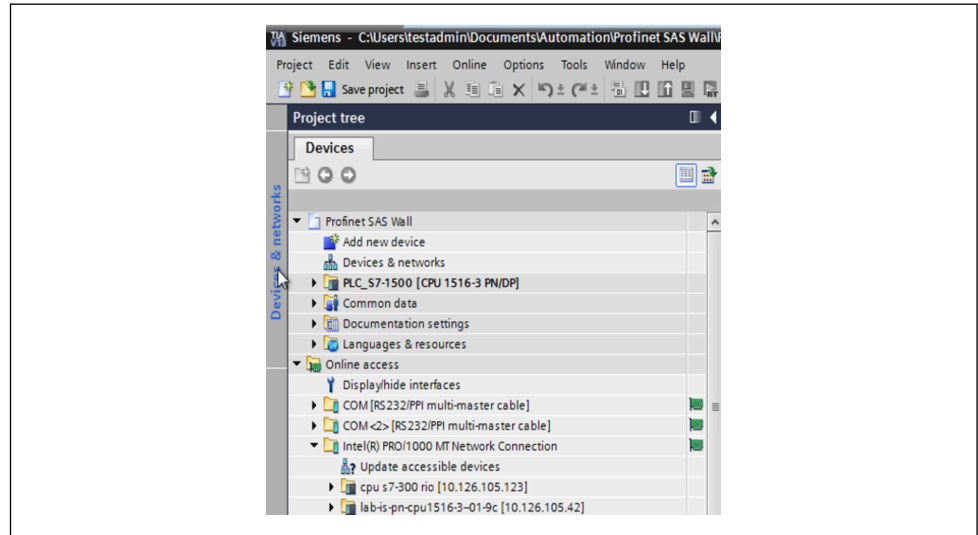 TIA V13 Siemens - C:\Users\testadmin\Documents\Automation\Profinet SAS Wall\
Project Edit View Insert Online Options Tools Window Help
Save project
Project tree
Devices
Devices & networks
Profinet SAS Wall
Add new device
Devices & networks
PLC_S7-1500 [CPU 1516-3 PN/DP]
Common data
Documentation settings
Languages & resources
Online access
Display/hide interfaces
COM [RS232/PPI multi-master cable]
COM <2> [RS232/PPI multi-master cable]
Intel(R) PRO/1000 MT Network Connection
Update accessible devices
cpu s7-300 rio [10.126.105.123]
lab-is-pn-cpu1516-3-01-9c [10.126.105.42]